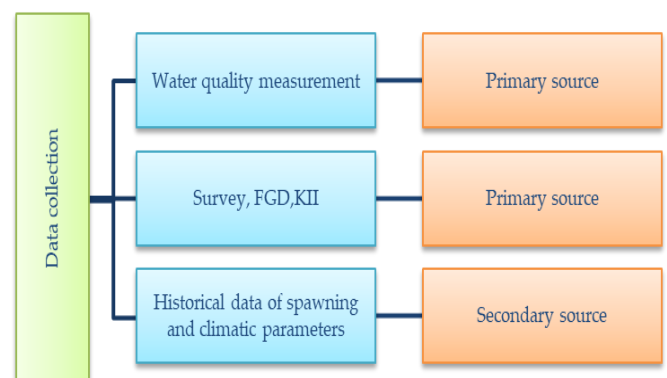 Data collection
Water quality measurement
Primary source
Survey, FGD,KII
Primary source
Historical data of spawning
and climatic parameters
Secondary source